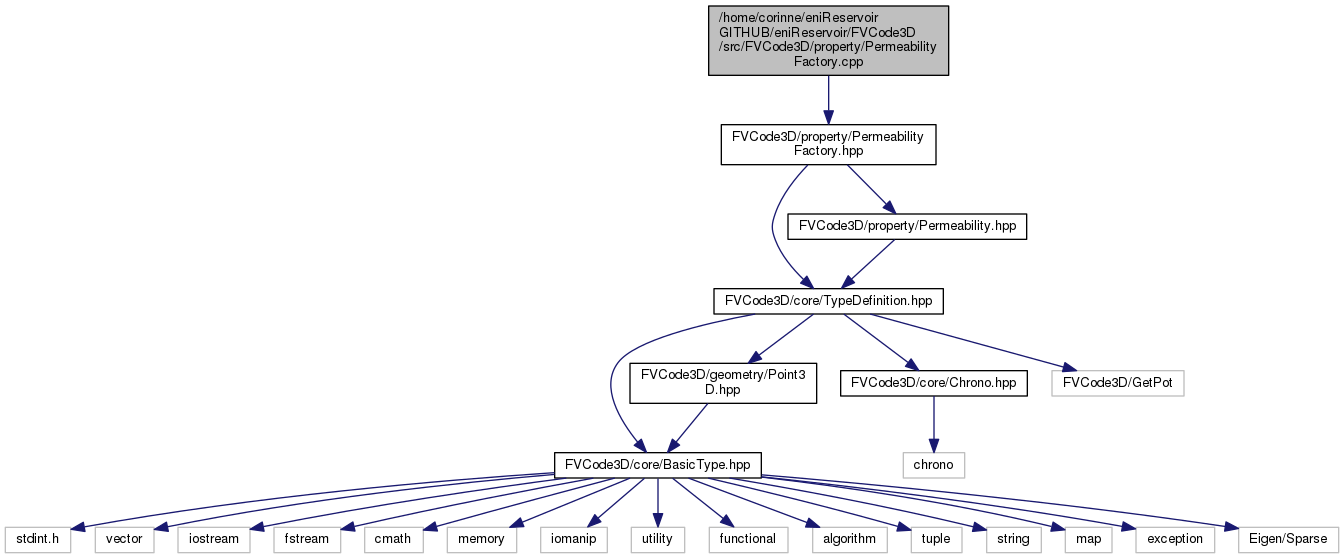 /home/corinne/eniReservoir
GITHUB/eniReservoir/FVCode3D
/src/FVCode3D/property/Permeability
Factory.cpp
FVCode3D/property/Permeability
Factory.hpp
FVCode3D/property/Permeability.hpp
FVCode3D/core/TypeDefinition.hpp
FVCode3D/geometry/Point3
D.hpp
FVCode3D/core/Chrono.hpp
FVCode3D/GetPot
FVCode3D/core/BasicType.hpp
chrono
stdint.h
vector
iostream
fstream
cmath
memory
iomanip
utility
functional
algorithm
tuple
string
map
exception
Eigen/Sparse